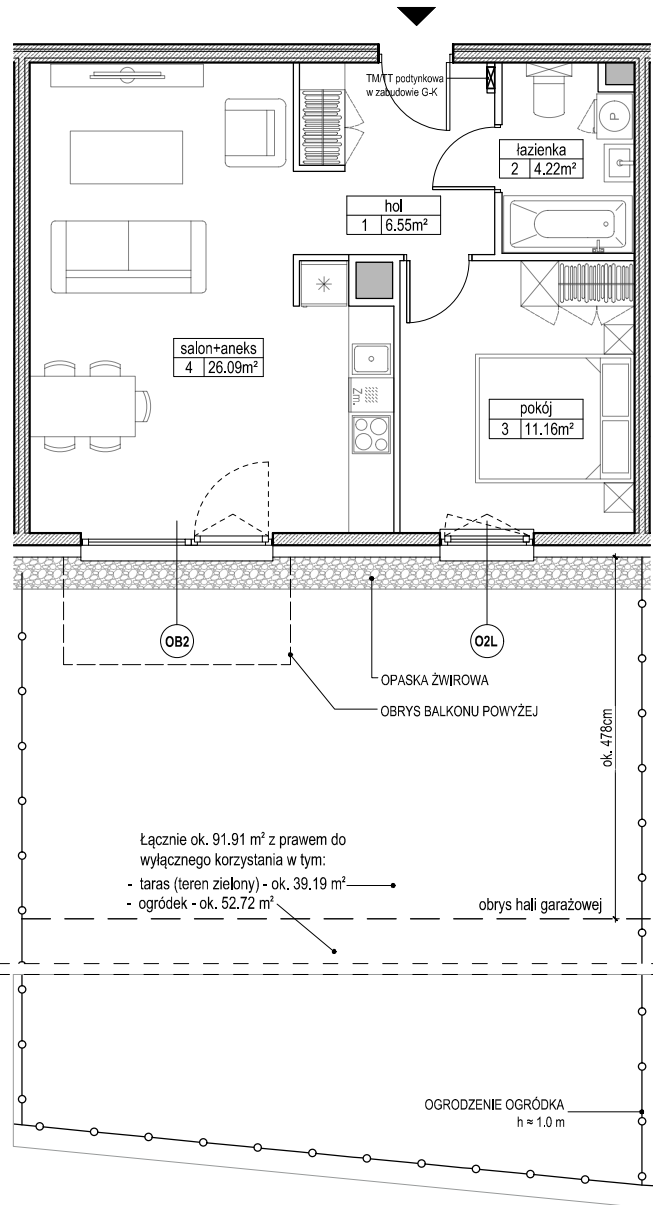 TM/TT podtynkowa
w zabudowie G-K
P
łazienka
2 4.22m²
hol
1 6.55m²
salon+aneks
4 26.09m²
Zm.
pokój
3 11.16m²
OB2
O2L
OPASKA ŻWIROWA
OBRYS BALKONU POWYŻEJ
ok. 478cm
Łącznie ok. 91.91 m² z prawem do
wyłącznego korzystania w tym:
- taras (teren zielony) - ok. 39.19 m²
- ogródek - ok. 52.72 m²
obrys hali garażowej
OGRODZENIE OGRÓDKA
h ≈ 1.0 m